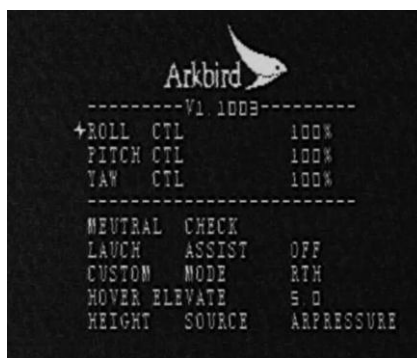 Arkbird
---------V1.1003---------
ROLL CTL 100%
PITCH CTL 100%
YAW CTL 100%
-------------------------
NEUTRAL CHECK
LAUCH ASSIST OFF
CUSTOM MODE RTH
HOVER ELEVATE 5.0
HEIGHT SOURCE ARPRESSURE